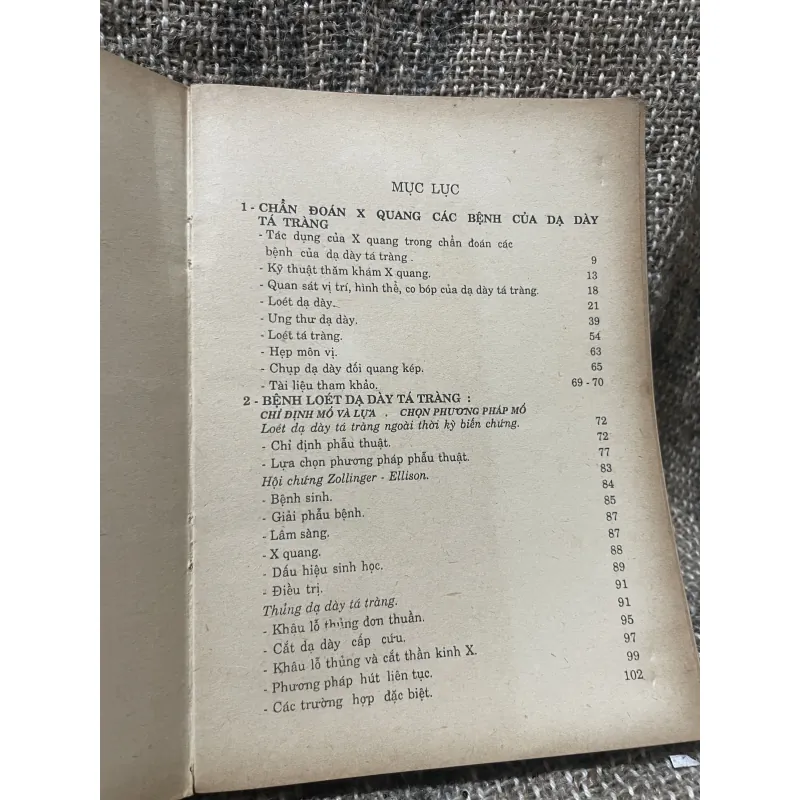 MỤC LỤC
1 - CHẨN ĐOÁN X QUANG CÁC BỆNH CỦA DẠ DÀY
TÁ TRÀNG
- Tác dụng của X quang trong chẩn đoán các
bệnh của dạ dày tá tràng . 9
- Kỹ thuật thăm khám X quang. 13
- Quan sát vị trí, hình thể, co bóp của dạ dày tá tràng. 18
- Loét dạ dày. 21
- Ung thư dạ dày. 39
- Loét tá tràng. 54
- Hẹp môn vị. 63
- Chụp dạ dày đối quang kép. 65
- Tài liệu tham khảo. 69 - 70
2 - BỆNH LOÉT DẠ DÀY TÁ TRÀNG :
CHỈ ĐỊNH MỔ VÀ LỰA . CHỌN PHƯƠNG PHÁP MỔ
Loét dạ dày tá tràng ngoài thời kỳ biến chứng. 72
- Chỉ định phẫu thuật. 72
- Lựa chọn phương pháp phẫu thuật. 77
Hội chứng Zollinger - Ellison. 83
- Bệnh sinh. 84
- Giải phẫu bệnh. 85
- Lâm sàng. 87
- X quang. 87
- Dấu hiệu sinh học. 88
- Điều trị. 89
Thủng dạ dày tá tràng. 91
- Khâu lỗ thủng đơn thuần. 91
- Cắt dạ dày cấp cứu. 95
- Khâu lỗ thủng và cắt thần kinh X. 97
- Phương pháp hút liên tục. 99
- Các trường hợp đặc biệt. 102